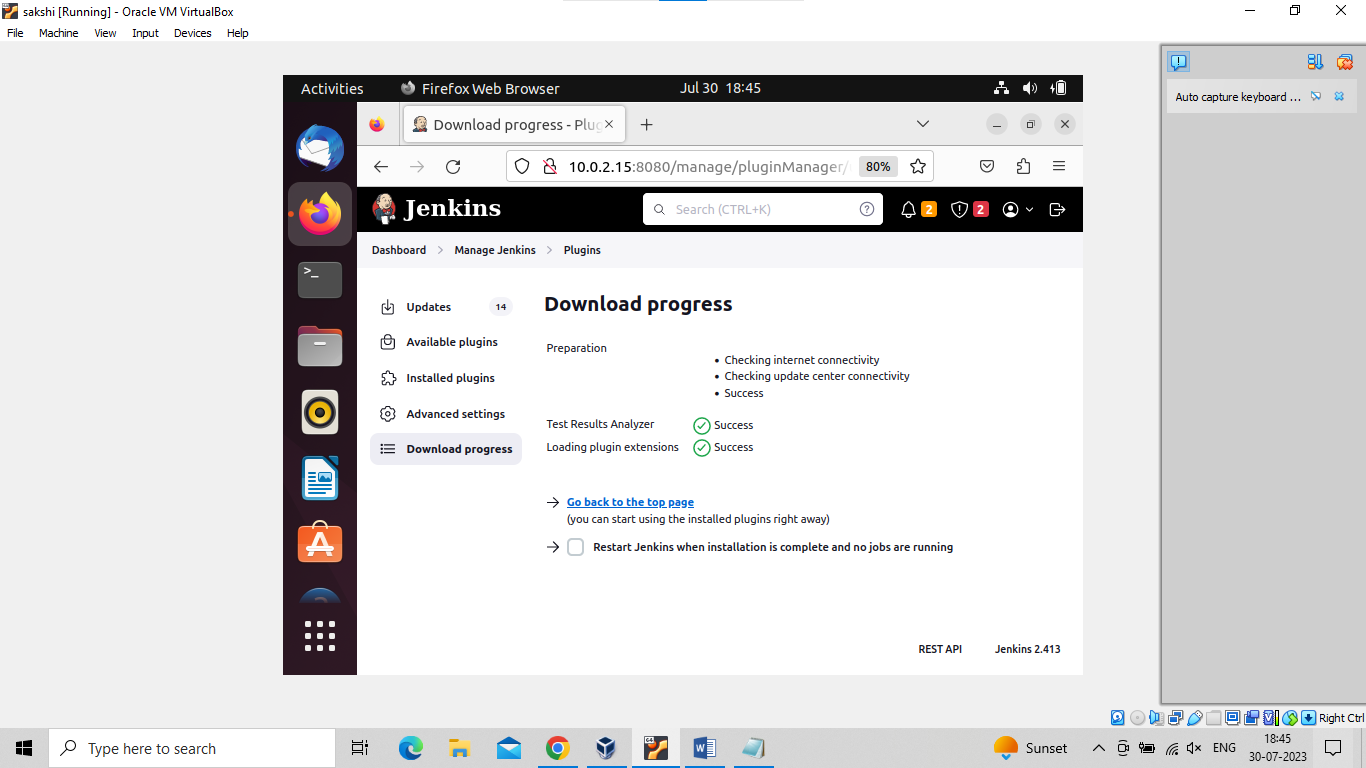 sakshi [Running] - Oracle VM VirtualBox
File Machine View Input Devices Help
Auto capture keyboard ...
Activities Firefox Web Browser Jul 30 18:45
Download progress - Plug
10.0.2.15:8080/manage/pluginManager/ 80%
Jenkins Search (CTRL+K) 2 2
Dashboard Manage Jenkins Plugins
Updates 14
Available plugins
Installed plugins
Advanced settings
Download progress
Download progress
Preparation
Checking internet connectivity
Checking update center connectivity
Success
Test Results Analyzer Success
Loading plugin extensions Success
Go back to the top page
(you can start using the installed plugins right away)
Restart Jenkins when installation is complete and no jobs are running
REST API Jenkins 2.413
Right Ctrl
Type here to search
Sunset
ENG
18:45
30-07-2023